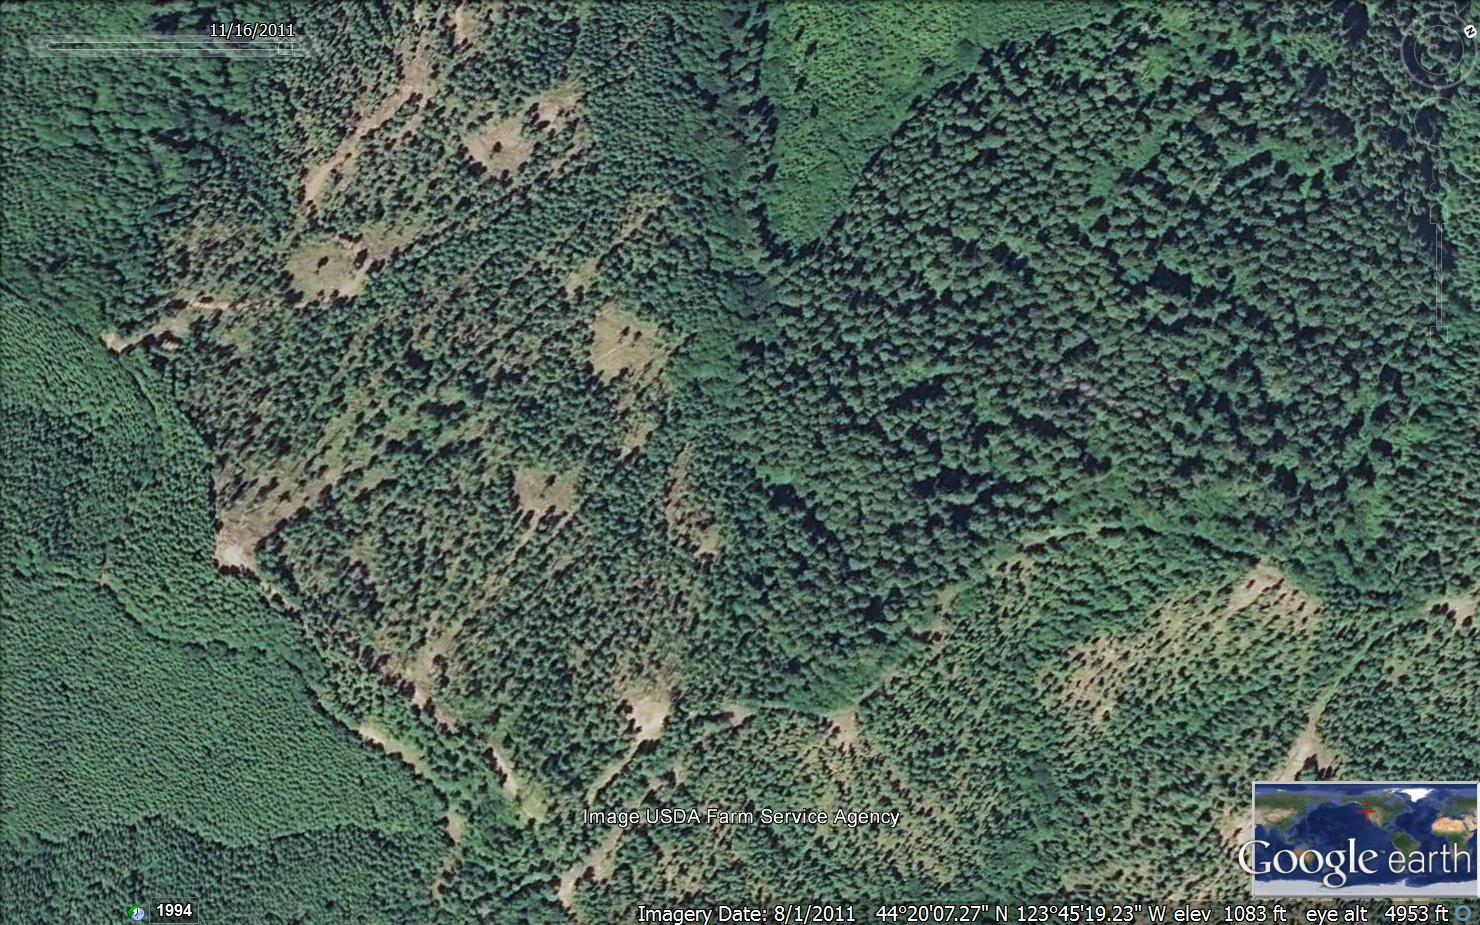 11/16/2011
Image USDA Farm Service Agency
Google earth
1994
Imagery Date: 8/1/2011 44°20'07.27" N 123°45'19.23" W elev 1083 ft eye alt 4953 ft